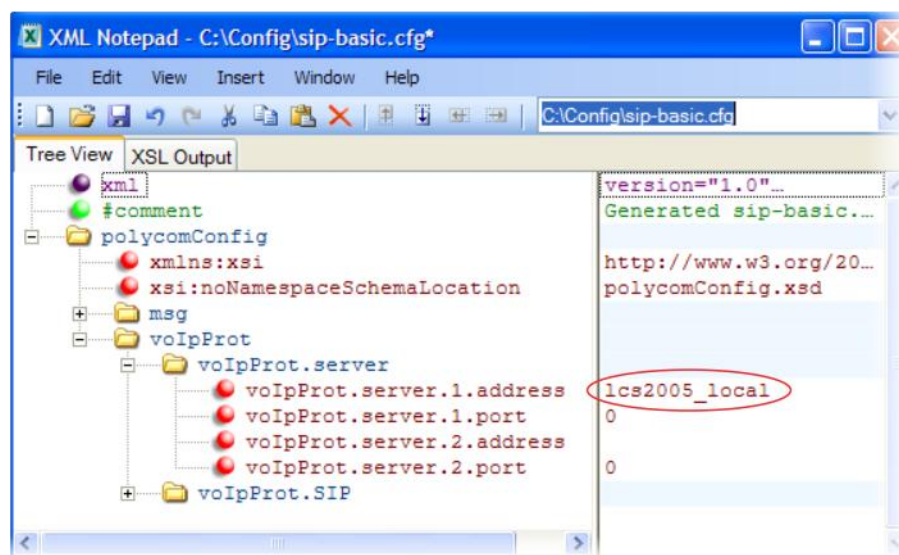 XML Notepad - C:\Config\sip-basic.cfg*
File Edit View Insert Window Help
C:\Config\sip-basic.cfg
Tree View XSL Output
xml version="1.0"…
#comment Generated sip-basic.…
polycomConfig
xmlns:xsi http://www.w3.org/20…
xsi:noNamespaceSchemaLocation polycomConfig.xsd
msg
voIpProt
voIpProt.server
voIpProt.server.1.address lcs2005_local
voIpProt.server.1.port 0
voIpProt.server.2.address
voIpProt.server.2.port 0
voIpProt.SIP